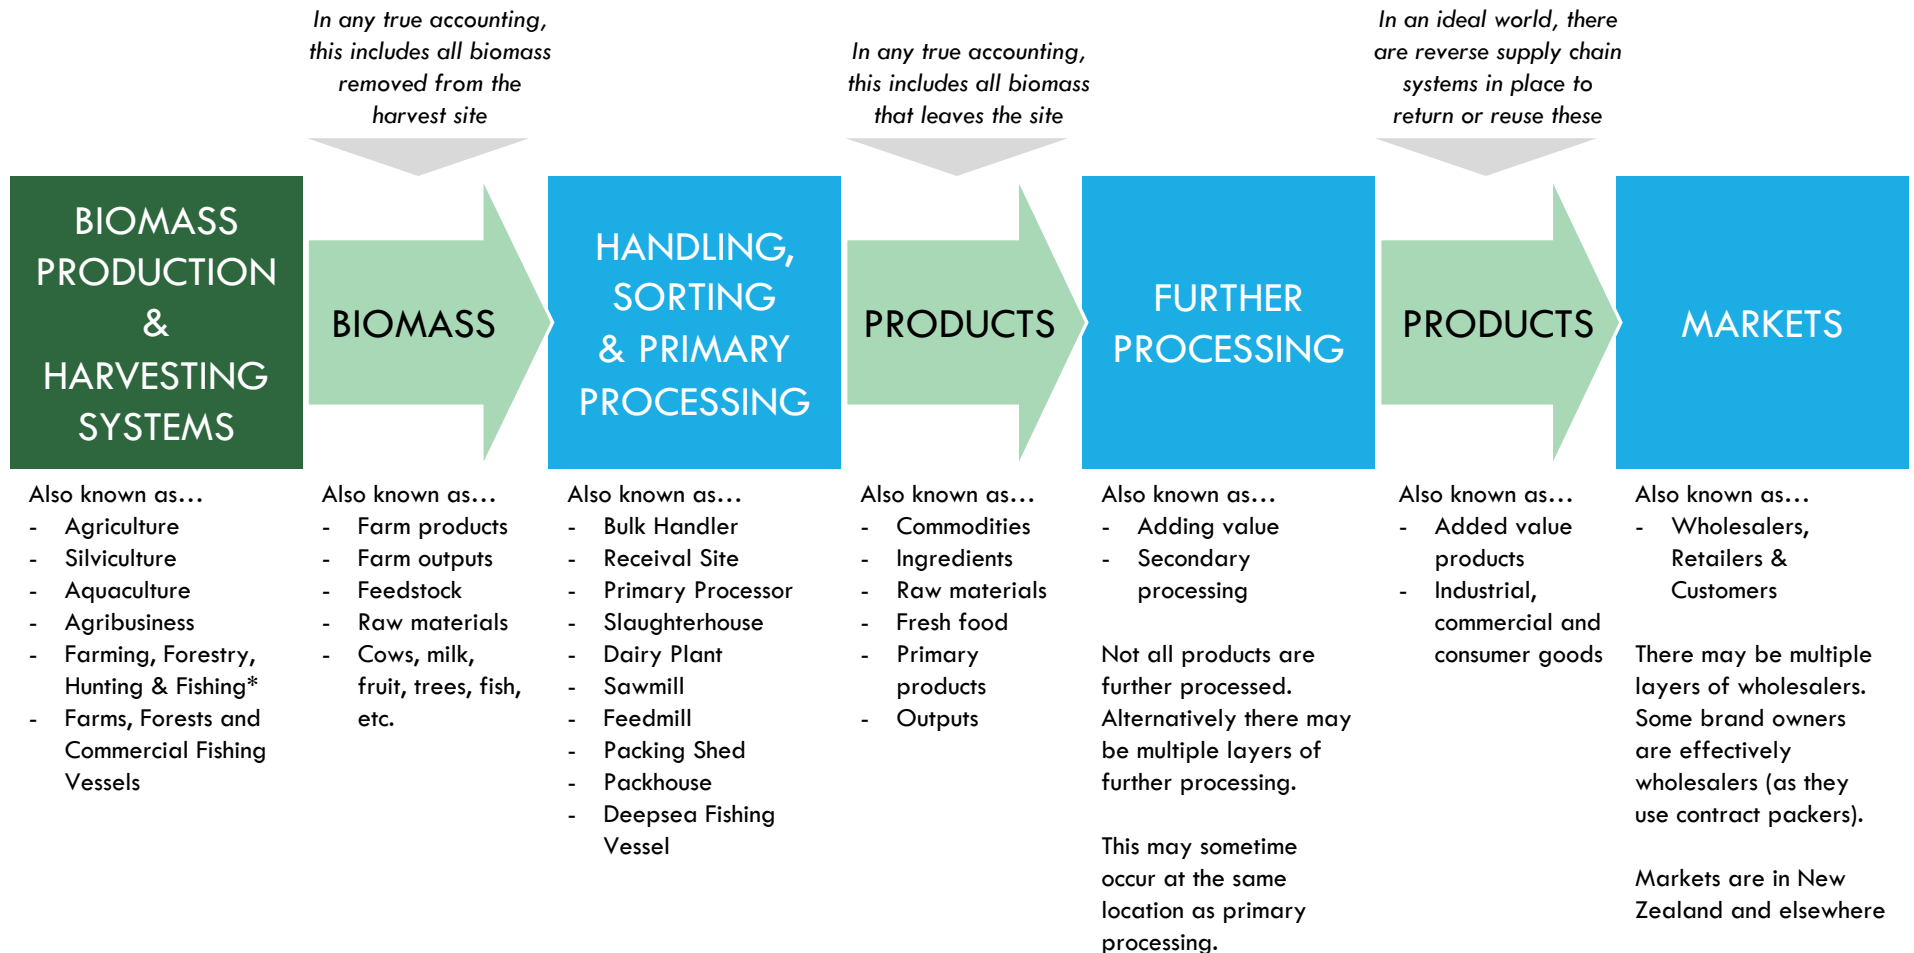 In any true accounting,
this includes all biomass
removed from the
harvest site
In any true accounting,
this includes all biomass
that leaves the site
In an ideal world, there
are reverse supply chain
systems in place to
return or reuse these
BIOMASS
PRODUCTION
&
HARVESTING
SYSTEMS
BIOMASS
HANDLING,
SORTING
& PRIMARY
PROCESSING
PRODUCTS
FURTHER
PROCESSING
PRODUCTS
MARKETS
Also known as…
- Agriculture
- Silviculture
- Aquaculture
- Agribusiness
- Farming, Forestry,
Hunting & Fishing*
- Farms, Forests and
Commercial Fishing
Vessels
Also known as…
- Farm products
- Farm outputs
- Feedstock
- Raw materials
- Cows, milk,
fruit, trees, fish,
etc.
Also known as…
- Bulk Handler
- Receival Site
- Primary Processor
- Slaughterhouse
- Dairy Plant
- Sawmill
- Feedmill
- Packing Shed
- Packhouse
- Deepsea Fishing
Vessel
Also known as…
- Commodities
- Ingredients
- Raw materials
- Fresh food
- Primary
products
- Outputs
Also known as…
- Adding value
- Secondary
processing
Not all products are
further processed.
Alternatively there may
be multiple layers of
further processing.
This may sometime
occur at the same
location as primary
processing.
Also known as…
- Added value
products
- Industrial,
commercial and
consumer goods
Also known as…
- Wholesalers,
Retailers &
Customers
There may be multiple
layers of wholesalers.
Some brand owners
are effectively
wholesalers (as they
use contract packers).
Markets are in New
Zealand and elsewhere